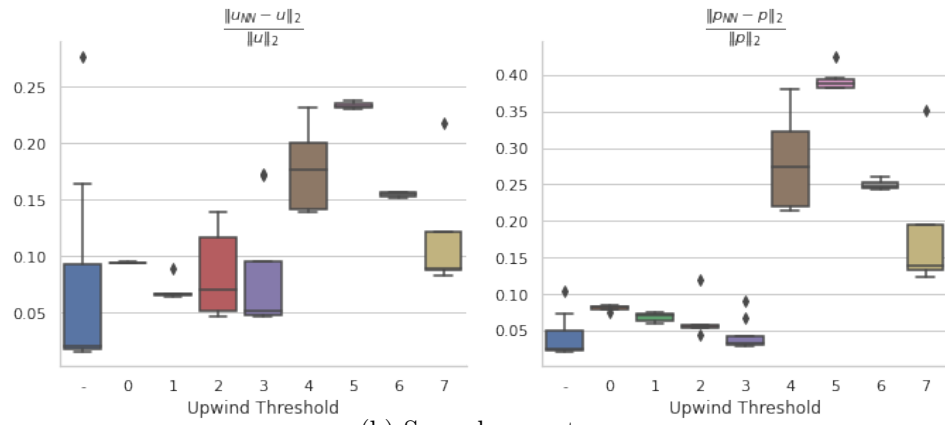 ‖u_NN − u‖₂ / ‖u‖₂
0.25
0.20
0.15
0.10
0.05
- 0 1 2 3 4 5 6 7
Upwind Threshold
‖p_NN − p‖₂ / ‖p‖₂
0.40
0.35
0.30
0.25
0.20
0.15
0.10
0.05
- 0 1 2 3 4 5 6 7
Upwind Threshold